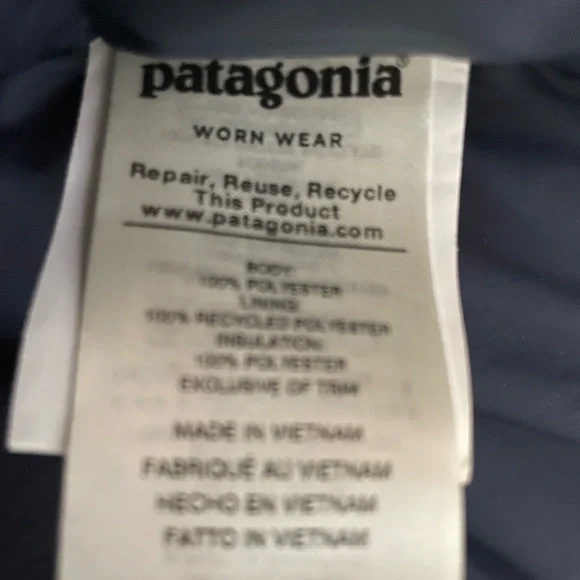 patagonia®
WORN WEAR
Repair, Reuse, Recycle
This Product
www.patagonia.com
BODY:
100% POLYESTER
LINING:
100% RECYCLED POLYESTER
INSULATION:
100% POLYESTER
EXCLUSIVE OF TRIM
MADE IN VIETNAM
FABRIQUÉ AU VIETNAM
HECHO EN VIETNAM
FATTO IN VIETNAM